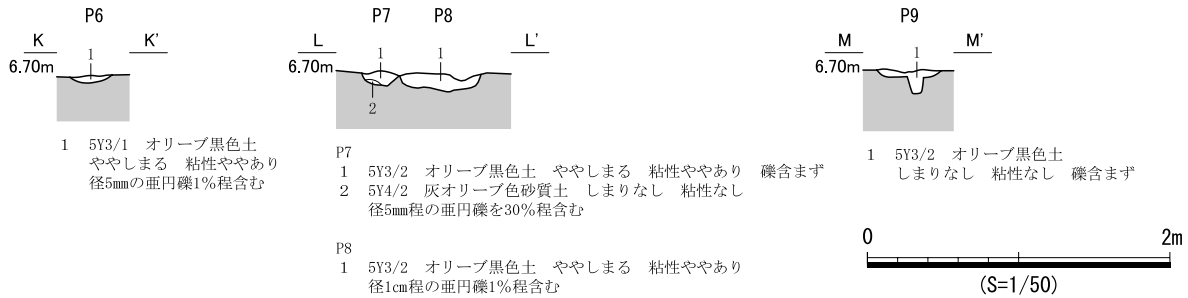 P6
K K'
1
6.70m
1 5Y3/1 オリーブ黒色土
ややしまる 粘性ややあり
径5mmの亜円礫1%程含む
P7 P8
L L'
1 1
6.70m
2
P7
1 5Y3/2 オリーブ黒色土 ややしまる 粘性ややあり 礫含まず
2 5Y4/2 灰オリーブ色砂質土 しまりなし 粘性なし
径5mm程の亜円礫を30%程含む
P8
1 5Y3/2 オリーブ黒色土 ややしまる 粘性ややあり
径1cm程の亜円礫1%程含む
P9
M M'
1
6.70m
1 5Y3/2 オリーブ黒色土
しまりなし 粘性なし 礫含まず
0 2m
(S=1/50)